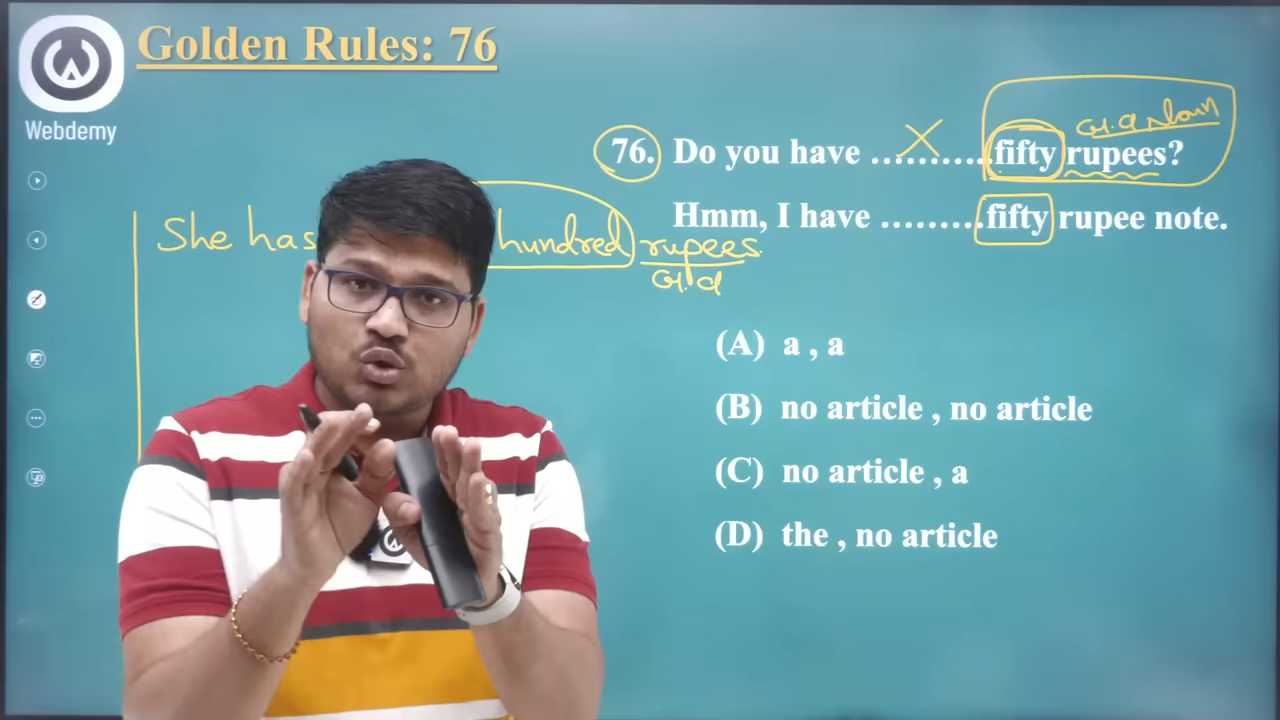 Golden Rules: 76
Webdemy
76. Do you have ...........fifty rupees?
Hmm, I have .........fifty rupee note.
She has hundred rupees.
(A) a , a
(B) no article , no article
(C) no article , a
(D) the , no article